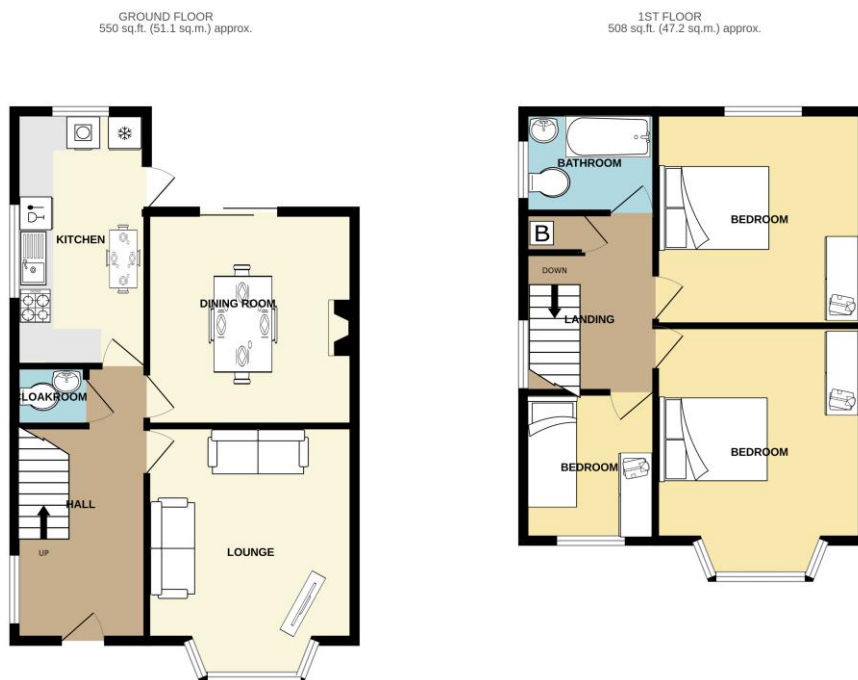 GROUND FLOOR
550 sq.ft. (51.1 sq.m.) approx.
KITCHEN
DINING ROOM
CLOAKROOM
HALL
UP
LOUNGE
1ST FLOOR
508 sq.ft. (47.2 sq.m.) approx.
BATHROOM
BEDROOM
B
DOWN
LANDING
BEDROOM
BEDROOM